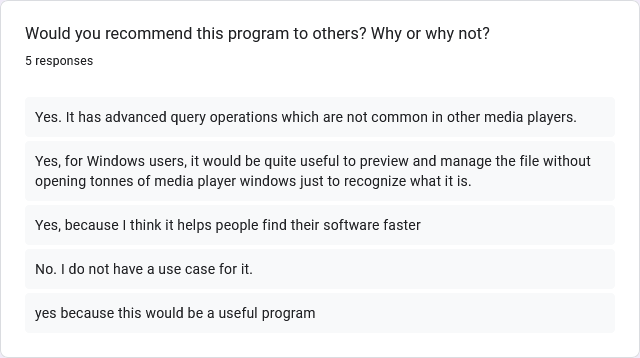 Would you recommend this program to others? Why or why not?
5 responses
Yes. It has advanced query operations which are not common in other media players.
Yes, for Windows users, it would be quite useful to preview and manage the file without
opening tonnes of media player windows just to recognize what it is.
Yes, because I think it helps people find their software faster
No. I do not have a use case for it.
yes because this would be a useful program